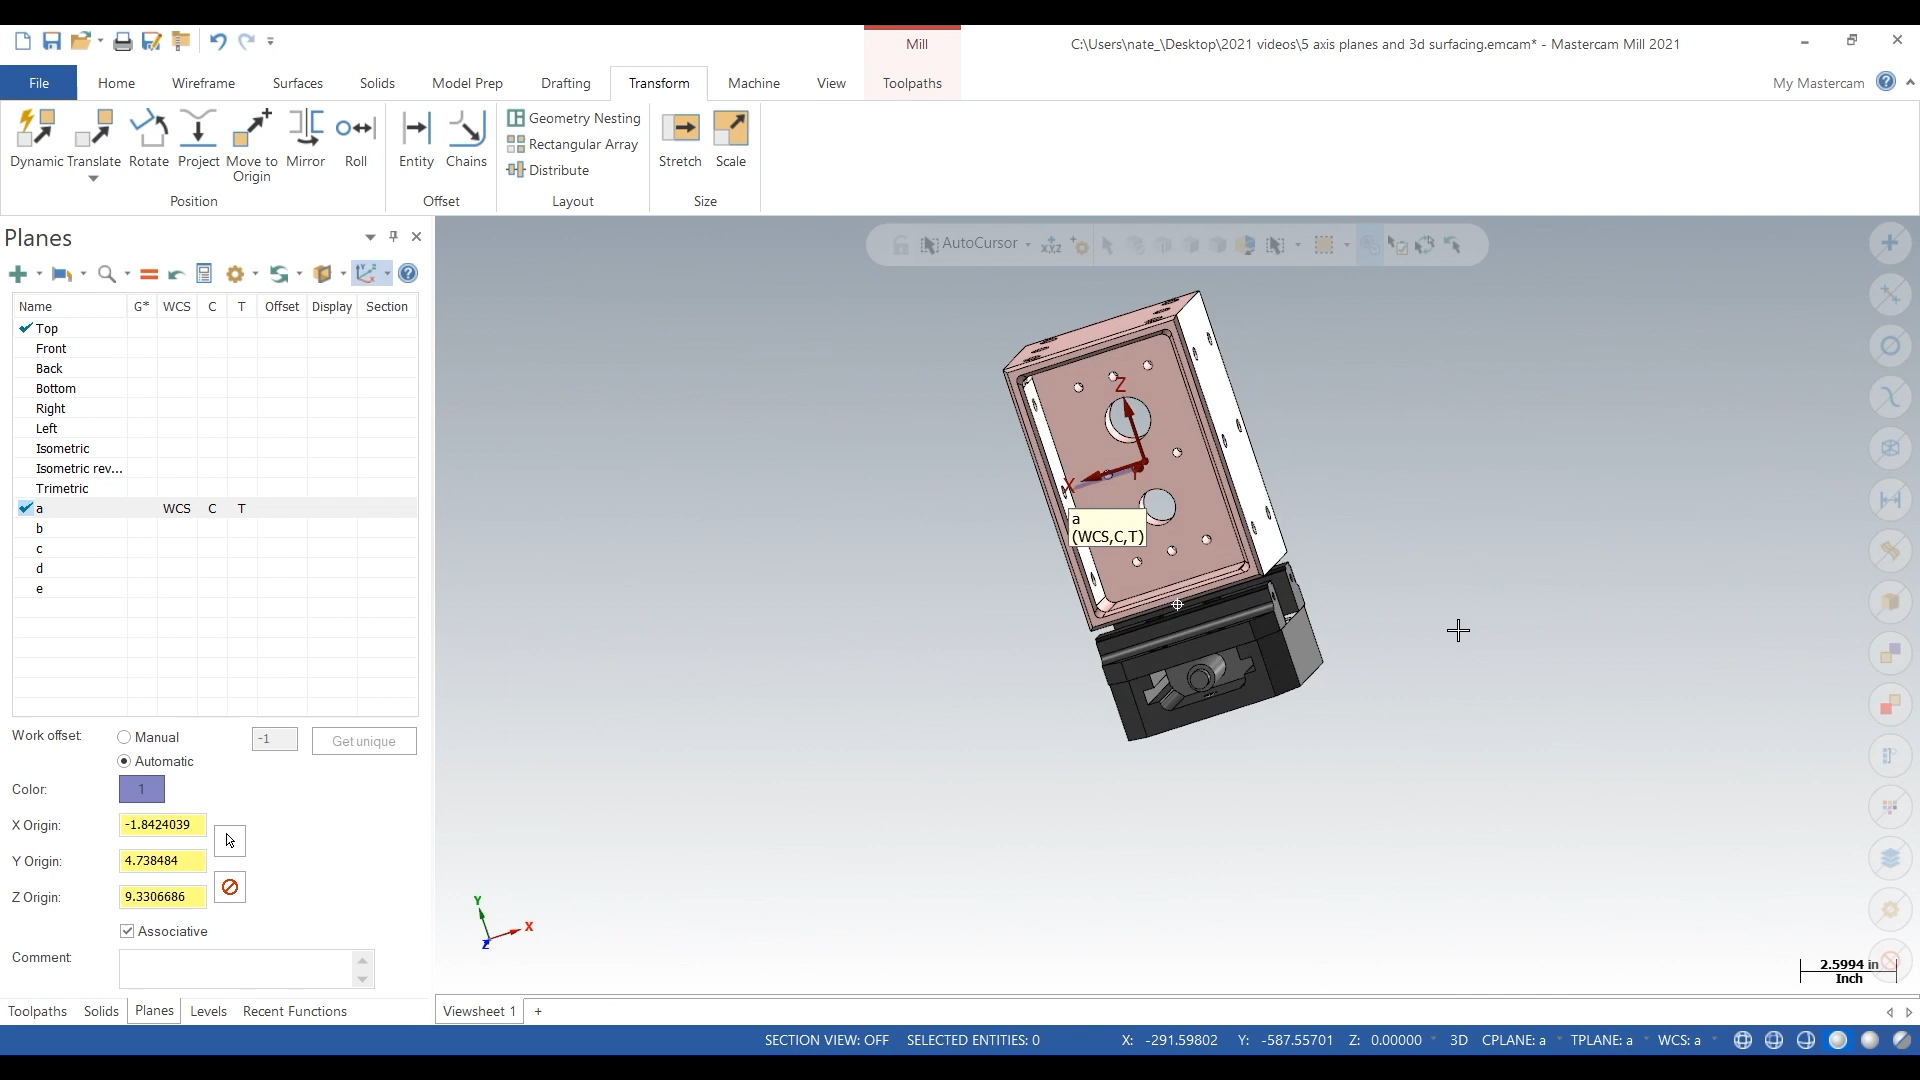 Mill
C:\Users\nate_\Desktop\2021 videos\5 axis planes and 3d surfacing.emcam* - Mastercam Mill 2021
File
Home
Wireframe
Surfaces
Solids
Model Prep
Drafting
Transform
Machine
View
Toolpaths
My Mastercam
Dynamic
Translate
Rotate
Project
Move to
Origin
Mirror
Roll
Position
Entity
Chains
Offset
Geometry Nesting
Rectangular Array
Distribute
Layout
Stretch
Scale
Size
Planes
AutoCursor
Name G* WCS C T Offset Display Section
Top
Front
Back
Bottom
Right
Left
Isometric
Isometric rev...
Trimetric
a WCS C T
b
c
d
e
Z
X
Y
a
(WCS,C,T)
Work offset:
Manual
-1
Get unique
Automatic
Color:
1
X Origin: -1.8424039
Y Origin: 4.738484
Z Origin: 9.3306686
Associative
Comment:
Y
X
Z
2.5994 in
Inch
Toolpaths Solids Planes Levels Recent Functions
Viewsheet 1 +
SECTION VIEW: OFF SELECTED ENTITIES: 0 X: -291.59802 Y: -587.55701 Z: 0.00000 3D CPLANE: a TPLANE: a WCS: a